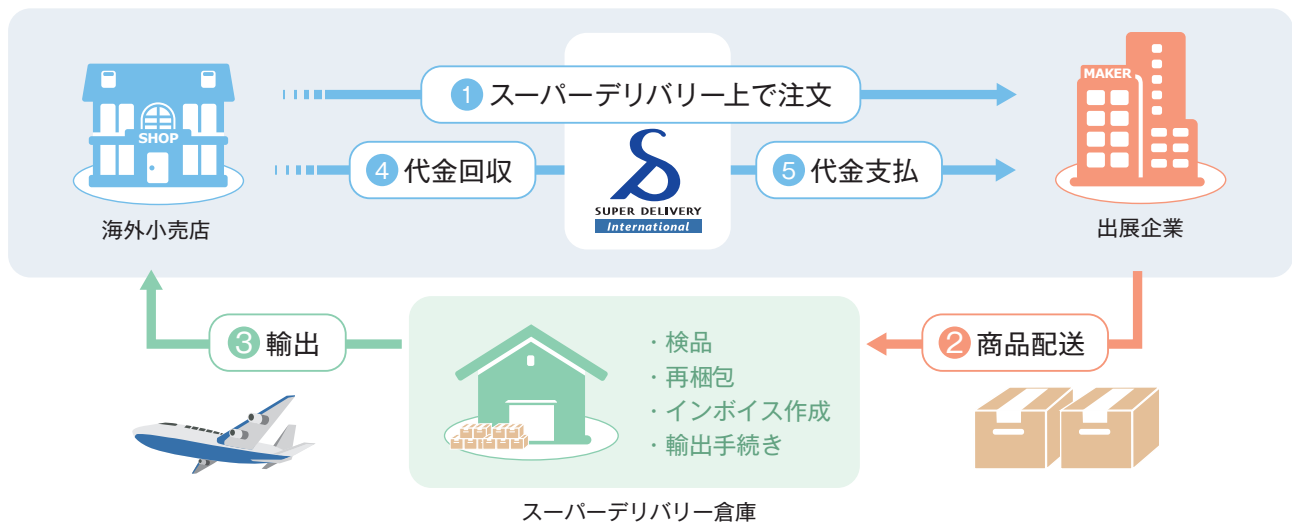 ① スーパーデリバリー上で注文
SHOP
MAKER
④ 代金回収
SUPER DELIVERY
International
⑤ 代金支払
海外小売店
出展企業
③ 輸出
・検品
・再梱包
・インボイス作成
・輸出手続き
② 商品配送
スーパーデリバリー倉庫